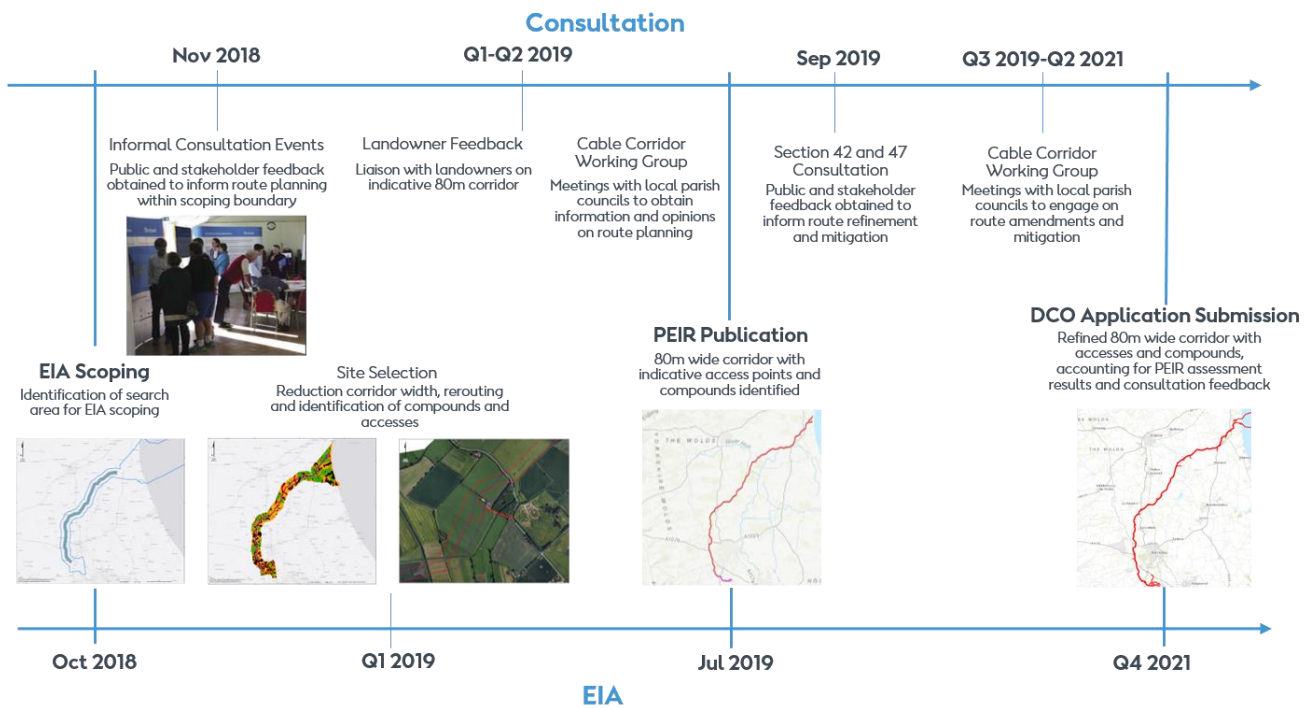 Consultation
Nov 2018
Q1-Q2 2019
Sep 2019
Q3 2019-Q2 2021
Informal Consultation Events
Public and stakeholder feedback
obtained to inform route planning
within scoping boundary
Landowner Feedback
Liaison with landowners on
indicative 80m corridor
Cable Corridor
Working Group
Meetings with local parish
councils to obtain
information and opinions
on route planning
Section 42 and 47
Consultation
Public and stakeholder
feedback obtained to
inform route refinement
and mitigation
Cable Corridor
Working Group
Meetings with local parish
councils to engage on
route amendments and
mitigation
EIA Scoping
Identification of search
area for EIA scoping
Site Selection
Reduction corridor width, rerouting
and identification of compounds and
accesses
PEIR Publication
80m wide corridor with
indicative access points and
compounds identified
DCO Application Submission
Refined 80m wide corridor with
accesses and compounds,
accounting for PEIR assessment
results and consultation feedback
THE WOLDS
THE WOLDS
Oct 2018
Q1 2019
Jul 2019
Q4 2021
EIA